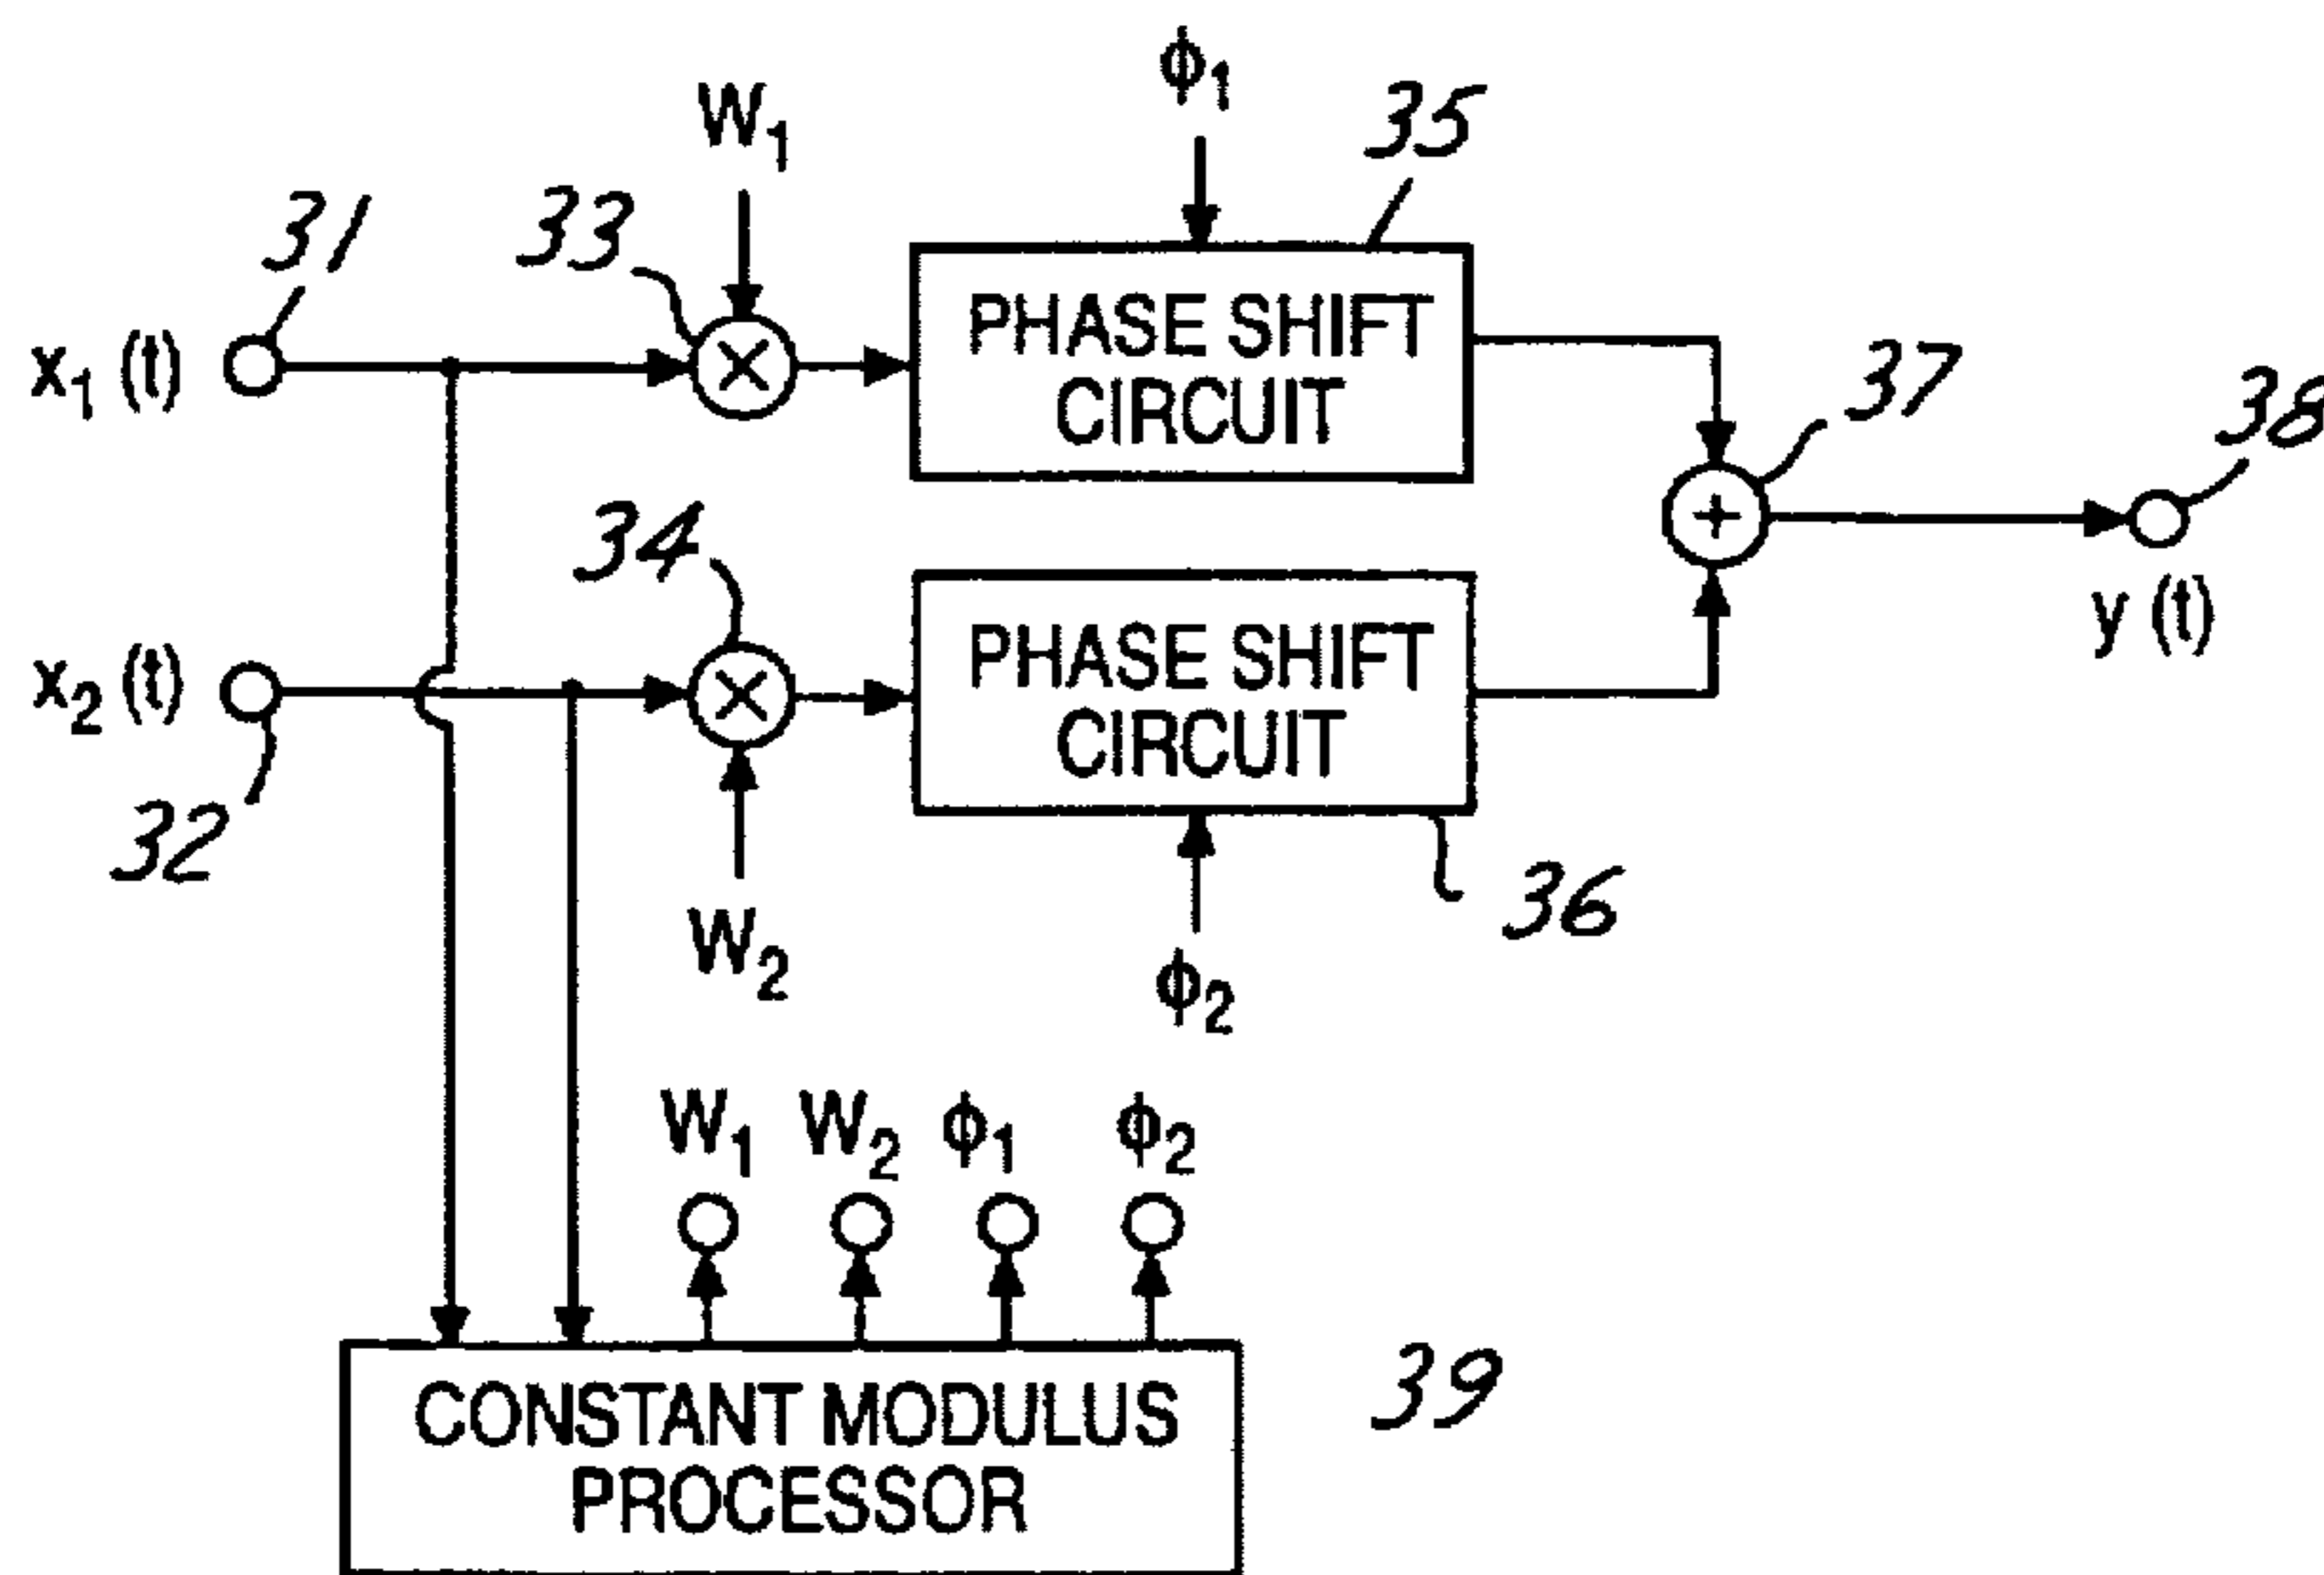 ϕ1
W1
35
31
33
PHASE SHIFT
CIRCUIT
x1 (t)
37
38
34
PHASE SHIFT
CIRCUIT
x2 (t)
y (t)
32
W2
36
ϕ2
W1 W2 ϕ1 ϕ2
CONSTANT MODULUS
PROCESSOR
39